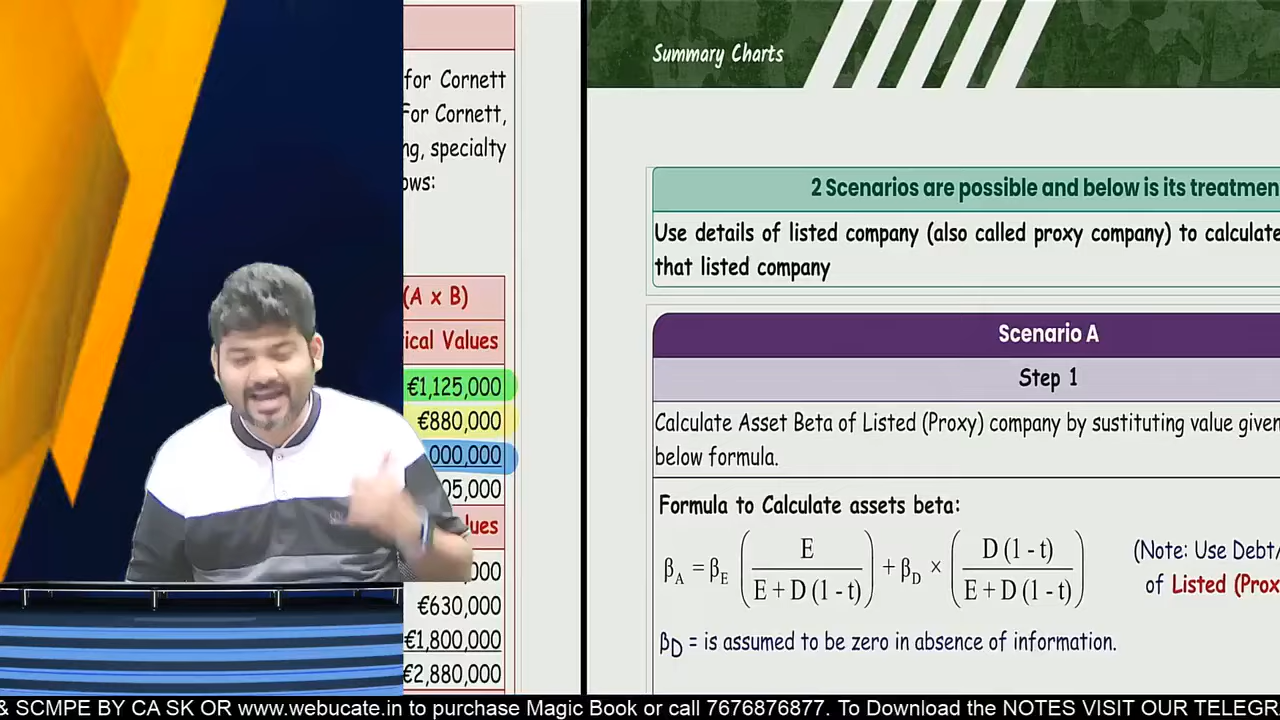 for Cornett
For Cornett,
ng, specialty
ows:
(A x B)
ical Values
€1,125,000
€880,000
000,000
05,000
lues
000
€630,000
€1,800,000
€2,880,000
Summary Charts
2 Scenarios are possible and below is its treatmen
Use details of listed company (also called proxy company) to calculate
that listed company
Scenario A
Step 1
Calculate Asset Beta of Listed (Proxy) company by sustituting value given
below formula.
Formula to Calculate assets beta:
β_A = β_E (E / (E + D (1 - t))) + β_D × (D (1 - t) / (E + D (1 - t)))
(Note: Use Debt/
of Listed (Prox
β_D = is assumed to be zero in absence of information.
& SCMPE BY CA SK OR www.webucate.in to purchase Magic Book or call 7676876877. To Download the NOTES VISIT OUR TELEGR